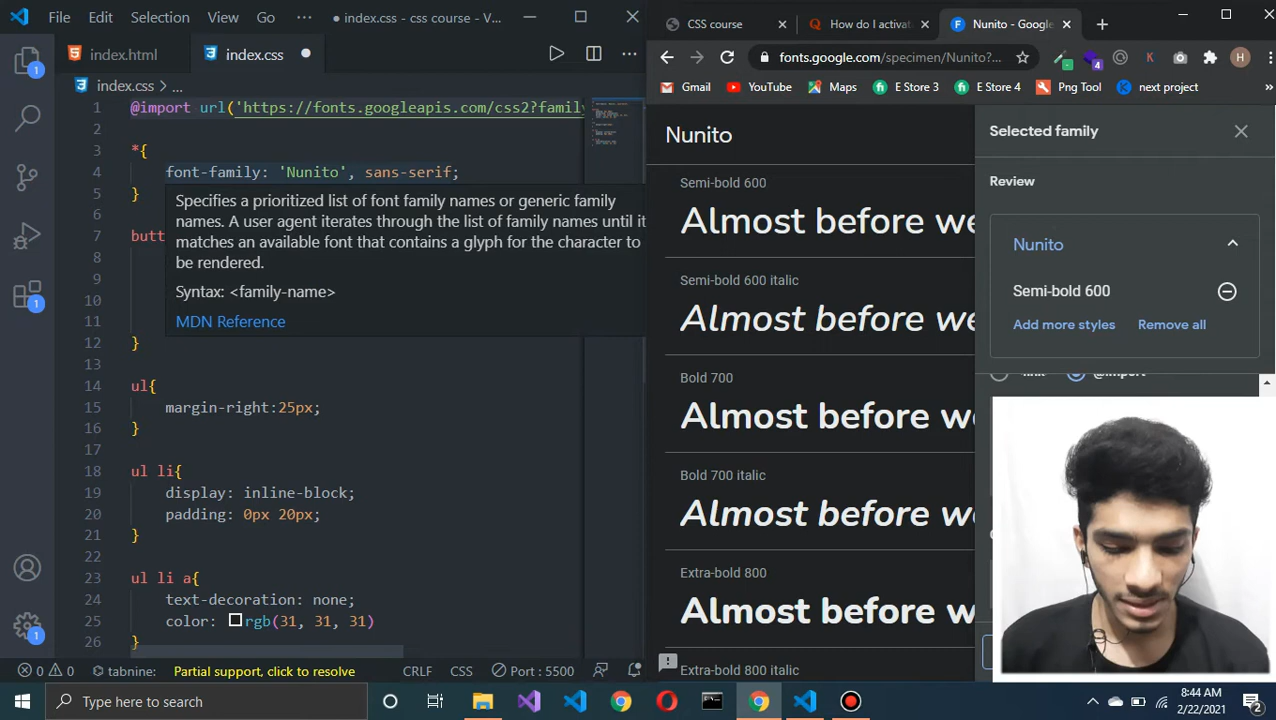 File Edit Selection View Go
● index.css - css course - V...
index.html
index.css
index.css > ...
1 @import url('https://fonts.googleapis.com/css2?family
2
3 *{
4 font-family: 'Nunito', sans-serif;
5 }
6
7 butt
8
9
10
11
12 }
13
14 ul{
15 margin-right:25px;
16 }
17
18 ul li{
19 display: inline-block;
20 padding: 0px 20px;
21 }
22
23 ul li a{
24 text-decoration: none;
25 color: rgb(31, 31, 31)
26 }
Specifies a prioritized list of font family names or generic family
names. A user agent iterates through the list of family names until it
matches an available font that contains a glyph for the character to
be rendered.
Syntax: <family-name>
MDN Reference
1
1
1
0 0 tabnine: Partial support, click to resolve CRLF CSS Port : 5500
CSS course
How do I activat
Nunito - Google
fonts.google.com/specimen/Nunito?...
4
K
H
Gmail YouTube Maps E Store 3 E Store 4 Png Tool next project »
Nunito
Semi-bold 600
Almost before we
Semi-bold 600 italic
Almost before we
Bold 700
Almost before we
Bold 700 italic
Almost before we
Extra-bold 800
Almost before we
Extra-bold 800 italic
Selected family
Review
Nunito
Semi-bold 600
Add more styles Remove all
@import
Type here to search
8:44 AM
2/22/2021
2